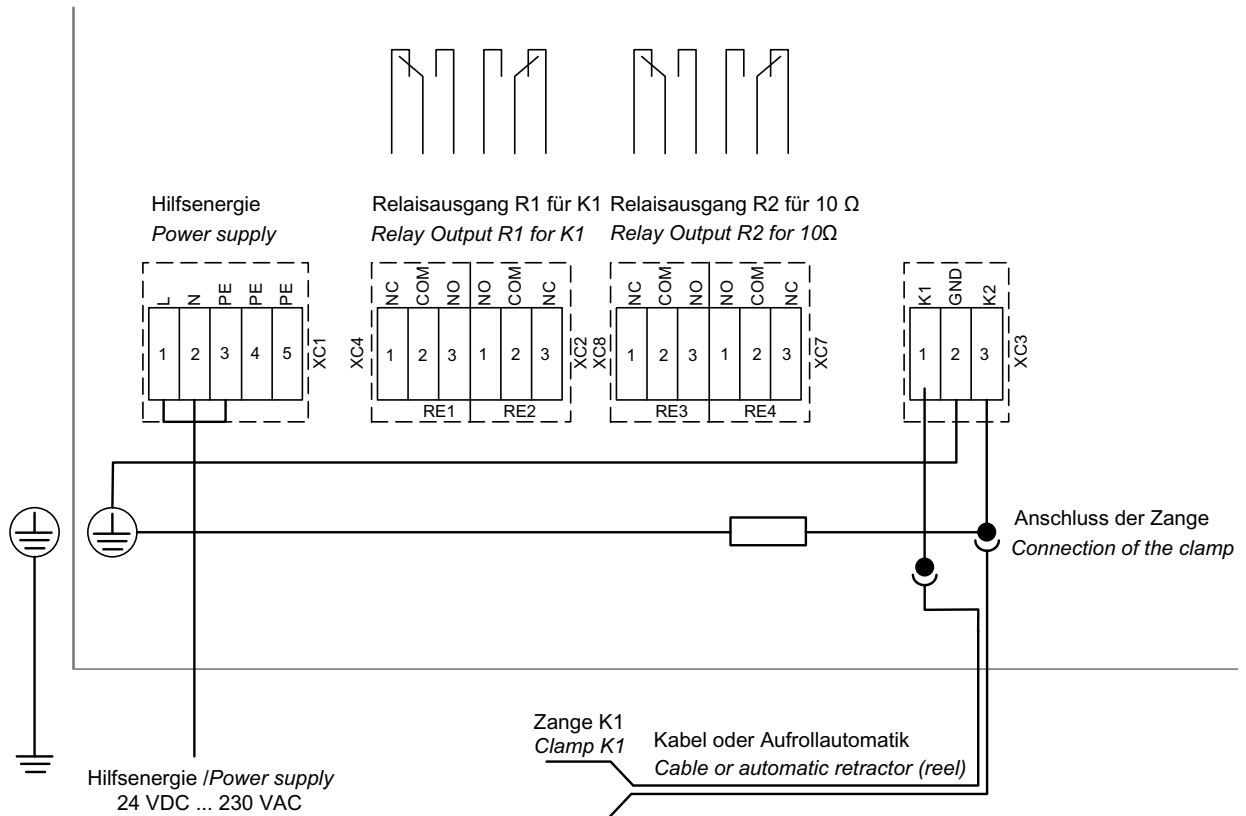 Hilfsenergie
Power supply
Relaisausgang R1 für K1
Relay Output R1 for K1
Relaisausgang R2 für 10 Ω
Relay Output R2 for 10Ω
L N PE PE PE
1 2 3 4 5
XC1
XC4
NC COM NO NO COM NC
1 2 3 1 2 3
RE1 RE2
XC2
XC8
NC COM NO NO COM NC
1 2 3 1 2 3
RE3 RE4
XC7
K1 GND K2
1 2 3
XC3
Anschluss der Zange
Connection of the clamp
Zange K1
Clamp K1
Kabel oder Aufrollautomatik
Cable or automatic retractor (reel)
Hilfsenergie /Power supply
24 VDC ... 230 VAC